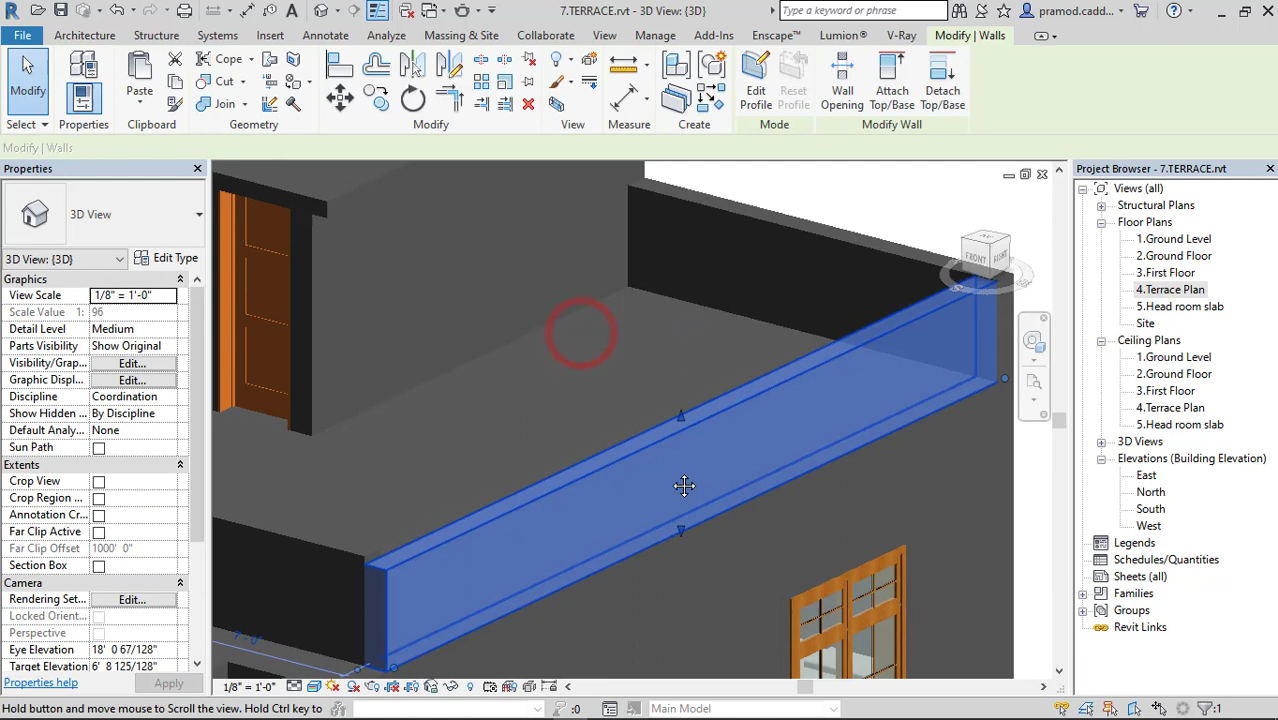 7.TERRACE.rvt - 3D View: {3D}
Type a keyword or phrase
pramod.cadd...
File Architecture Structure Systems Insert Annotate Analyze Massing & Site Collaborate View Manage Add-Ins Enscape™ Lumion® V-Ray Modify | Walls
Modify
Paste
Cope
Cut
Join
Edit Profile
Reset Profile
Wall Opening
Attach Top/Base
Detach Top/Base
Select Properties Clipboard Geometry Modify View Measure Create Mode Modify Wall
Modify | Walls
Properties
3D View
3D View: {3D}
Edit Type
Graphics
View Scale 1/8" = 1'-0"
Scale Value 1: 96
Detail Level Medium
Parts Visibility Show Original
Visibility/Grap... Edit...
Graphic Displ... Edit...
Discipline Coordination
Show Hidden ... By Discipline
Default Analy... None
Sun Path
Extents
Crop View
Crop Region ...
Annotation Cr...
Far Clip Active
Far Clip Offset 1000' 0"
Section Box
Camera
Rendering Set... Edit...
Locked Orient...
Perspective
Eye Elevation 18' 0 67/128"
Target Elevation 6' 8 125/128"
Properties help
Apply
FRONT
RIGHT
Project Browser - 7.TERRACE.rvt
Views (all)
Structural Plans
Floor Plans
1.Ground Level
2.Ground Floor
3.First Floor
4.Terrace Plan
5.Head room slab
Site
Ceiling Plans
1.Ground Level
2.Ground Floor
3.First Floor
4.Terrace Plan
5.Head room slab
3D Views
Elevations (Building Elevation)
East
North
South
West
Legends
Schedules/Quantities
Sheets (all)
Families
Groups
Revit Links
1/8" = 1'-0"
Hold button and move mouse to Scroll the view. Hold Ctrl key to
:0
Main Model
:1